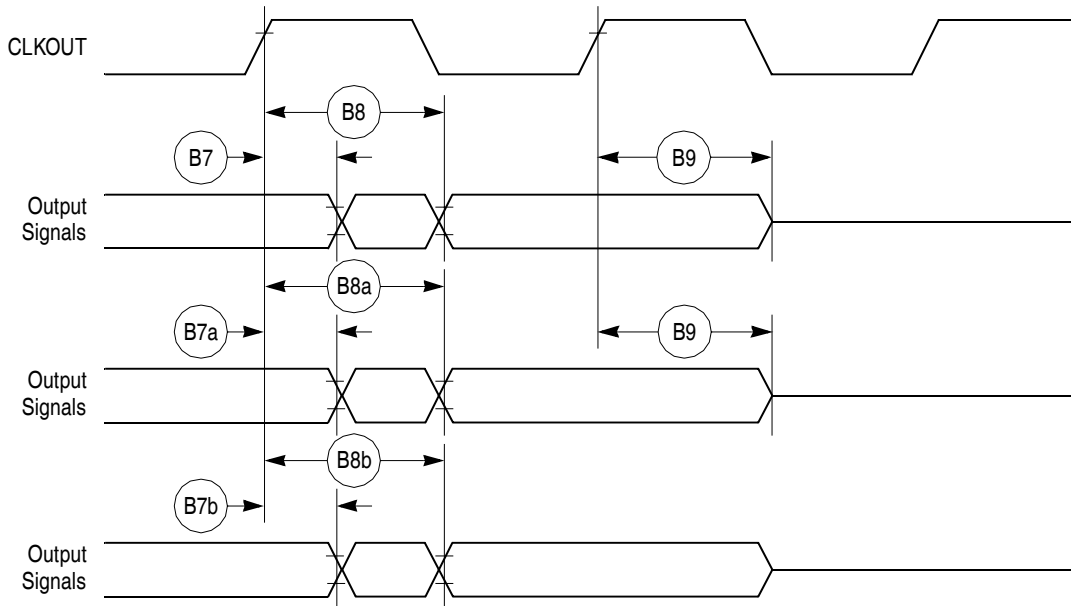 CLKOUT
B8
B7
B9
Output
Signals
B8a
B7a
B9
Output
Signals
B8b
B7b
Output
Signals